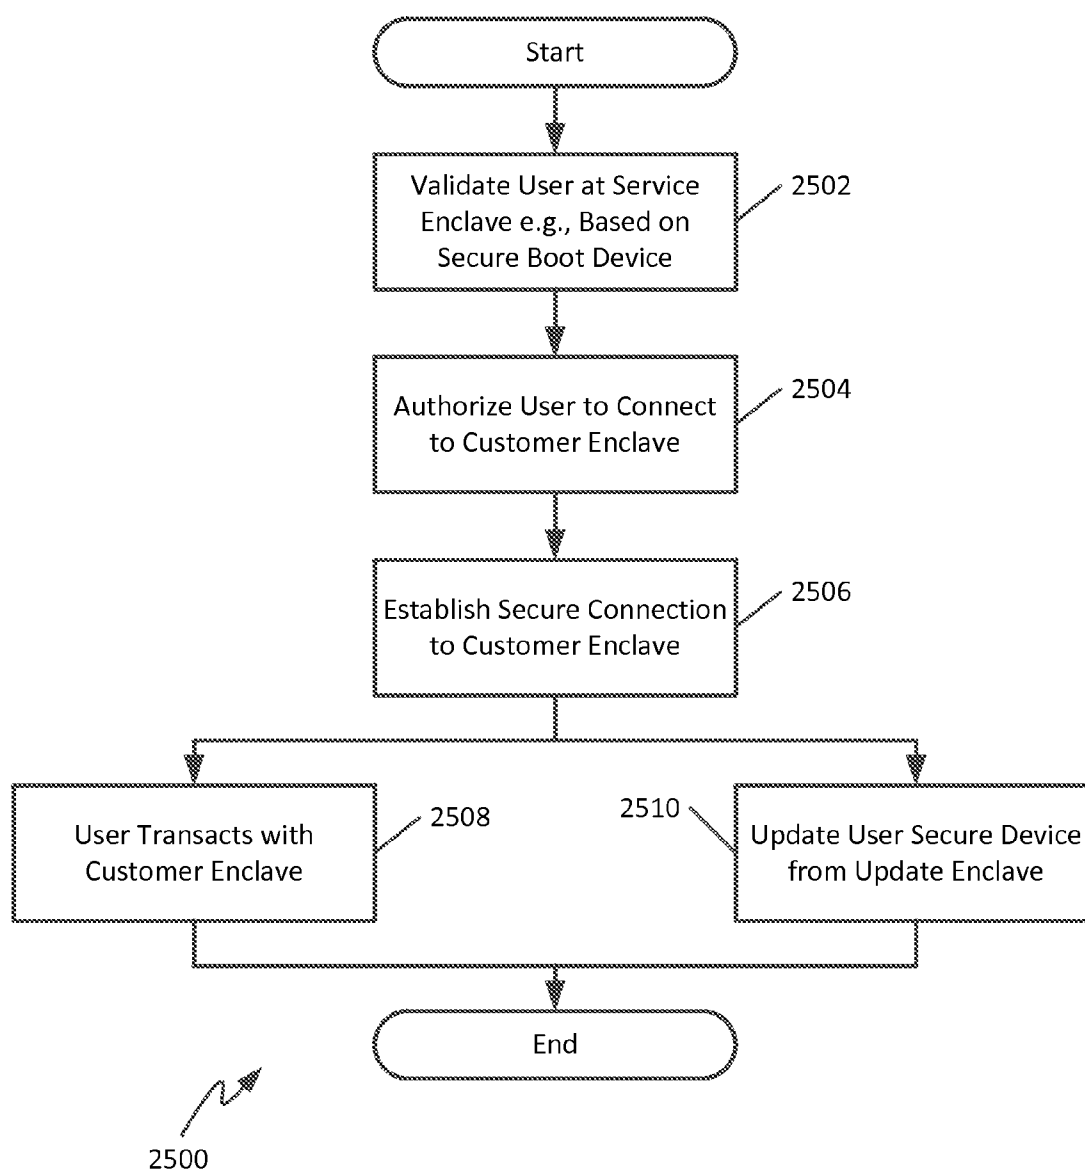 Start
Validate User at Service
Enclave e.g., Based on
Secure Boot Device
2502
Authorize User to Connect
to Customer Enclave
2504
Establish Secure Connection
to Customer Enclave
2506
User Transacts with
Customer Enclave
2508
2510
Update User Secure Device
from Update Enclave
End
2500